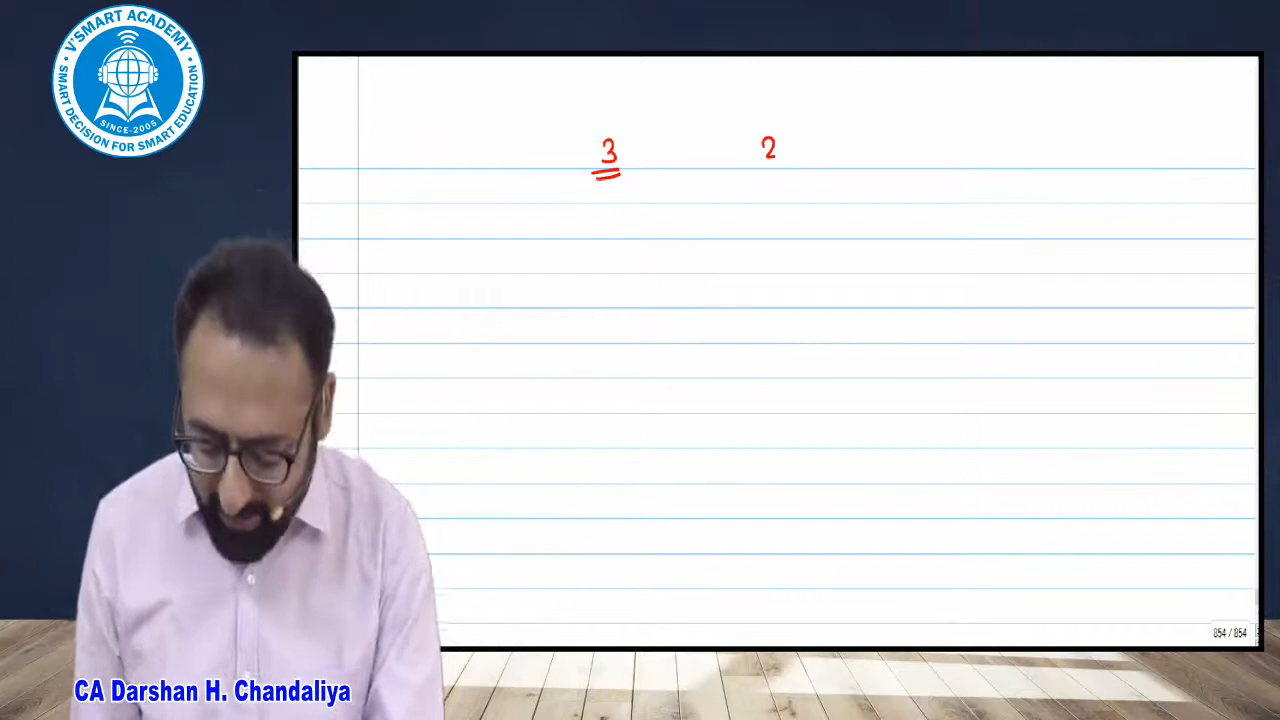 V'SMART ACADEMY
SMART DECISION FOR SMART EDUCATION
SINCE-2005
3 2
854 / 854
CA Darshan H. Chandaliya